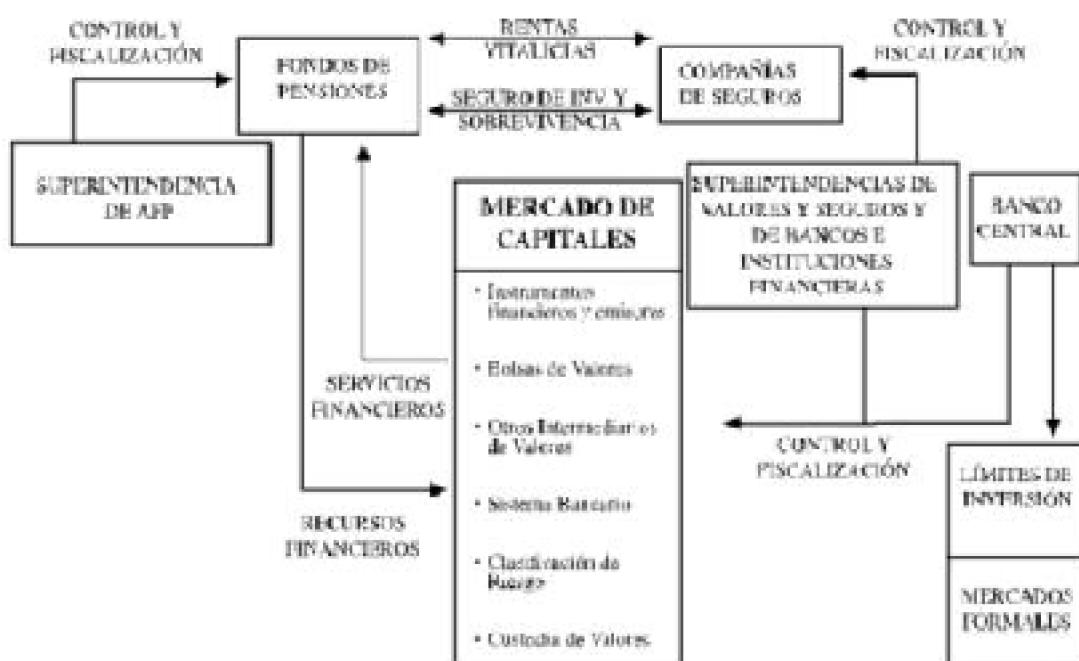 CONTROL Y
FISCALIZACIÓN
RENTAS
VITALICIAS
CONTROL Y
FISCALIZACIÓN
FONDOS DE
PENSIONES
COMPAÑÍAS
DE SEGUROS
SEGURO DE INV. Y
SOBREVIVENCIA
SUPERINTENDENCIA
DE AFP
MERCADO DE
CAPITALES
SUPERINTENDENCIAS DE
VALORES Y SEGUROS Y
DE BANCOS E
INSTITUCIONES
FINANCIERAS
BANCO
CENTRAL
• Instrumentos
Financieros y emisores
• Bolsas de Valores
• Otros Intermediarios
de Valores
• Sistema Bancario
• Clasificación de
Riesgo
• Custodia de Valores
SERVICIOS
FINANCIEROS
RECURSOS
FINANCIEROS
CONTROL Y
FISCALIZACIÓN
LÍMITES DE
INVERSIÓN
MERCADOS
FORMALES